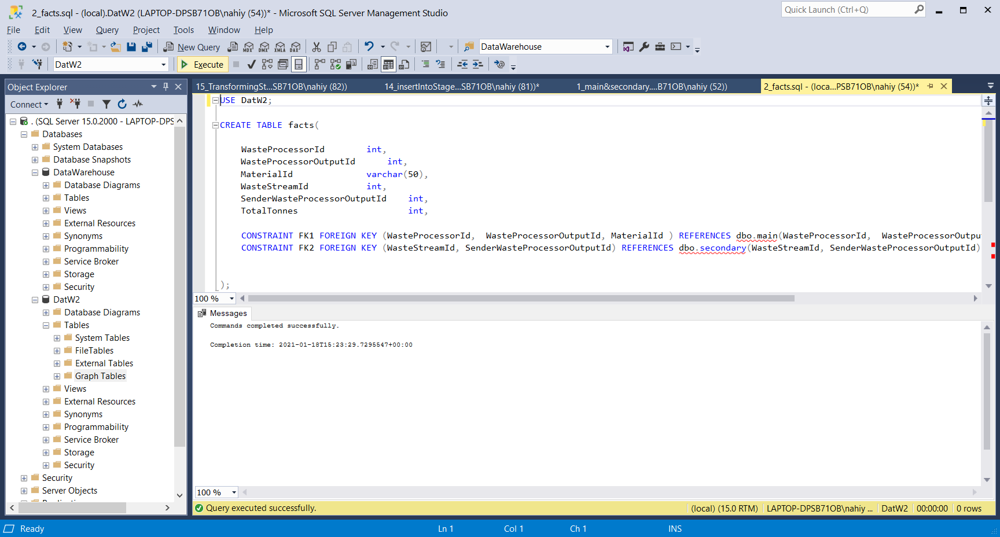 2_facts.sql - (local).DatW2 (LAPTOP-DPSB71OB\nahiy (54))* - Microsoft SQL Server Management Studio
Quick Launch (Ctrl+Q)
File Edit View Query Project Tools Window Help
New Query MDX DMX XMLA DAX DataWarehouse
DatW2 Execute
Object Explorer
Connect
. (SQL Server 15.0.2000 - LAPTOP-DPS
Databases
System Databases
Database Snapshots
DataWarehouse
Database Diagrams
Tables
Views
External Resources
Synonyms
Programmability
Service Broker
Storage
Security
DatW2
Database Diagrams
Tables
System Tables
FileTables
External Tables
Graph Tables
Views
External Resources
Synonyms
Programmability
Service Broker
Storage
Security
Security
Server Objects
15_TransformingSt...SB71OB\nahiy (82)) 14_insertIntoStage...SB71OB\nahiy (81))* 1_main&secondary....B71OB\nahiy (52)) 2_facts.sql - (loca...PSB71OB\nahiy (54))*
USE DatW2;
CREATE TABLE facts(
WasteProcessorId int,
WasteProcessorOutputId int,
MaterialId varchar(50),
WasteStreamId int,
SenderWasteProcessorOutputId int,
TotalTonnes int,
CONSTRAINT FK1 FOREIGN KEY (WasteProcessorId, WasteProcessorOutputId, MaterialId ) REFERENCES dbo.main(WasteProcessorId, WasteProcessorOutpu
CONSTRAINT FK2 FOREIGN KEY (WasteStreamId, SenderWasteProcessorOutputId) REFERENCES dbo.secondary(WasteStreamId, SenderWasteProcessorOutputId)
);
100 %
Messages
Commands completed successfully.
Completion time: 2021-01-18T15:23:29.7295547+00:00
100 %
Query executed successfully. (local) (15.0 RTM) LAPTOP-DPSB71OB\nahiy ... DatW2 00:00:00 0 rows
Ready Ln 1 Col 1 Ch 1 INS